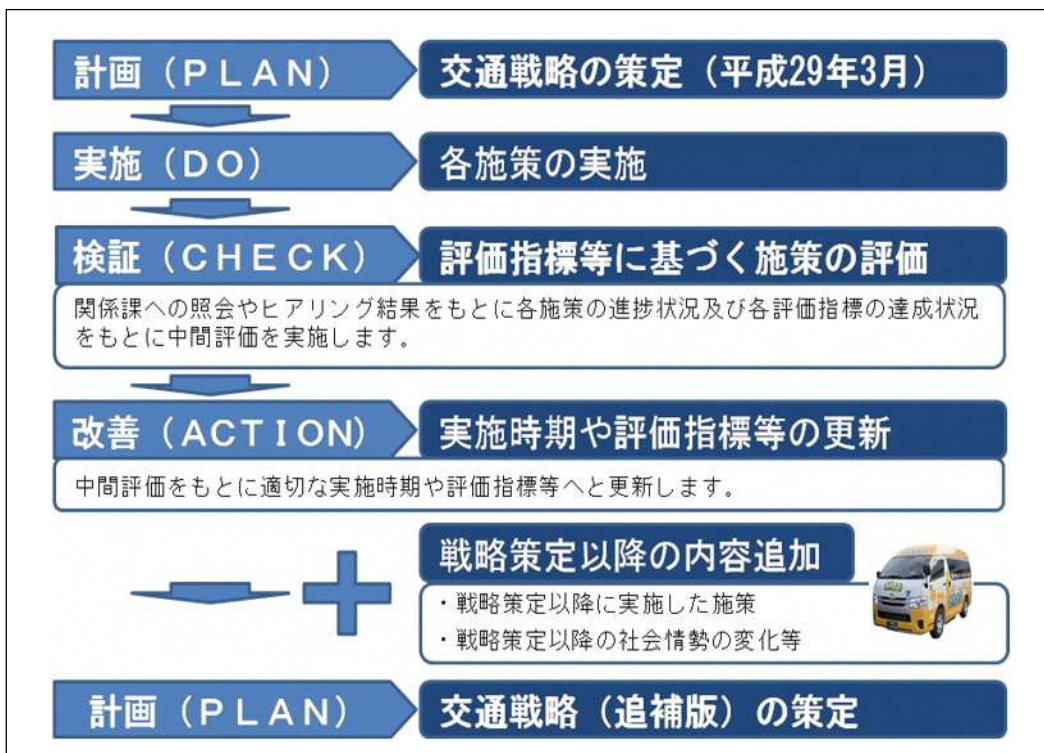 計画（ＰＬＡＮ）
交通戦略の策定（平成29年3月）
実施（ＤＯ）
各施策の実施
検証（ＣＨＥＣＫ）
評価指標等に基づく施策の評価
関係課への照会やヒアリング結果をもとに各施策の進捗状況及び各評価指標の達成状況
をもとに中間評価を実施します。
改善（ＡＣＴＩＯＮ）
実施時期や評価指標等の更新
中間評価をもとに適切な実施時期や評価指標等へと更新します。
戦略策定以降の内容追加
・戦略策定以降に実施した施策
・戦略策定以降の社会情勢の変化等
計画（ＰＬＡＮ）
交通戦略（追補版）の策定